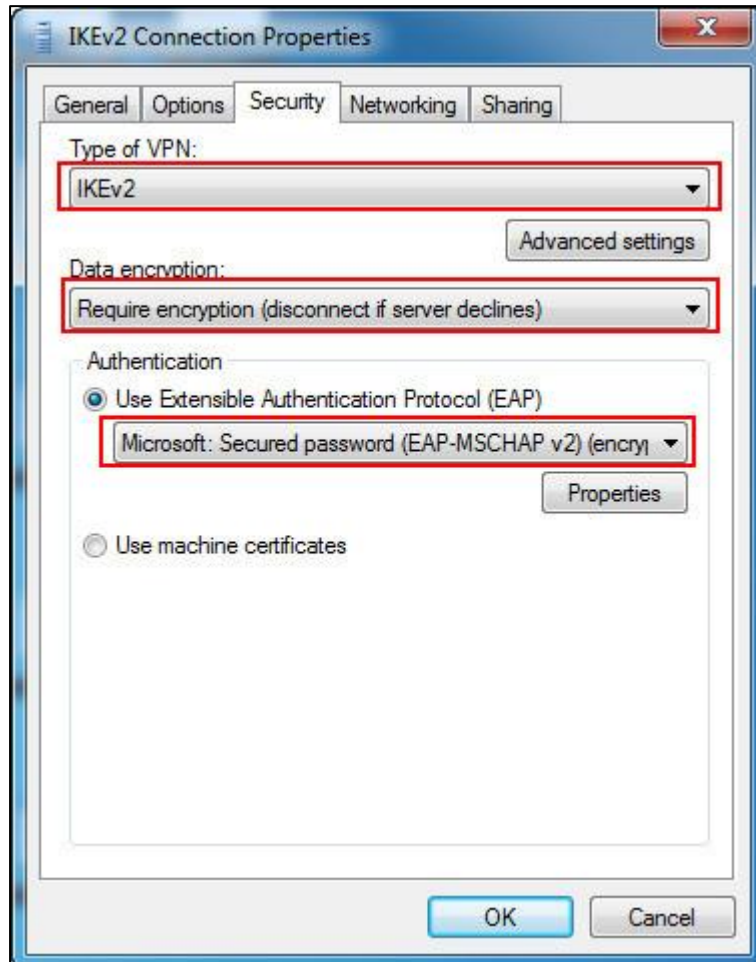 IKEv2 Connection Properties
General Options Security Networking Sharing
Type of VPN:
IKEv2
Advanced settings
Data encryption:
Require encryption (disconnect if server declines)
Authentication
Use Extensible Authentication Protocol (EAP)
Microsoft: Secured password (EAP-MSCHAP v2) (encry
Properties
Use machine certificates
OK Cancel